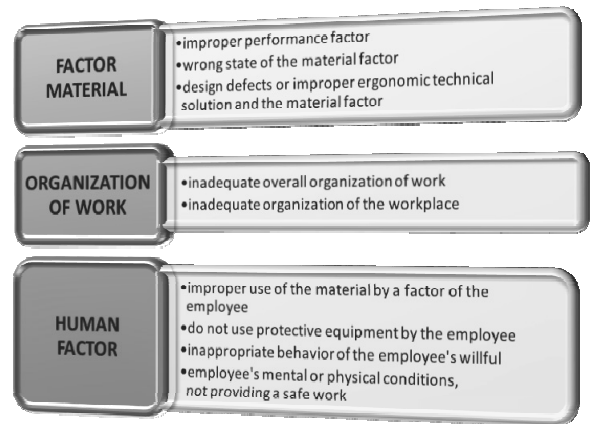 FACTOR
MATERIAL
•improper performance factor
•wrong state of the material factor
•design defects or improper ergonomic technical
solution and the material factor
ORGANIZATION
OF WORK
•inadequate overall organization of work
•inadequate organization of the workplace
HUMAN
FACTOR
•improper use of the material by a factor of the
employee
•do not use protective equipment by the employee
•inappropriate behavior of the employee's willful
•employee's mental or physical conditions,
not providing a safe work